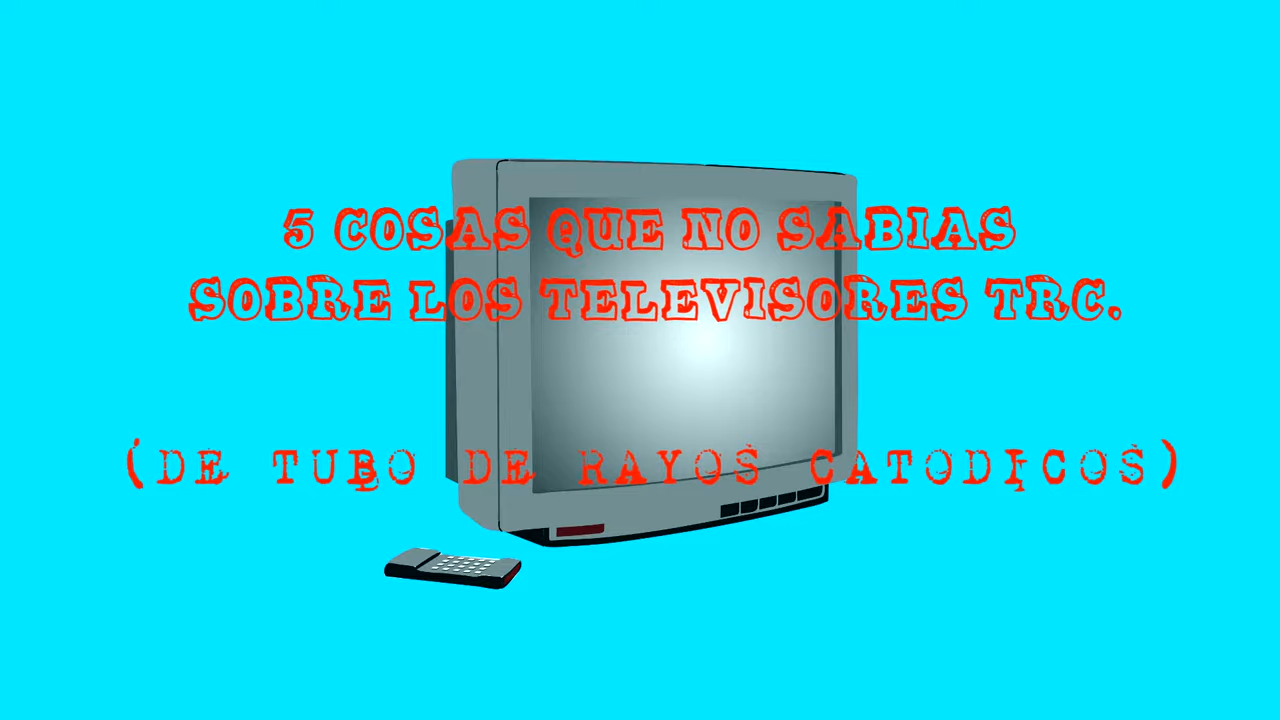 5 COSAS QUE NO SABIAS
SOBRE LOS TELEVISORES TRC.
(DE TUBO DE RAYOS CATODICOS)